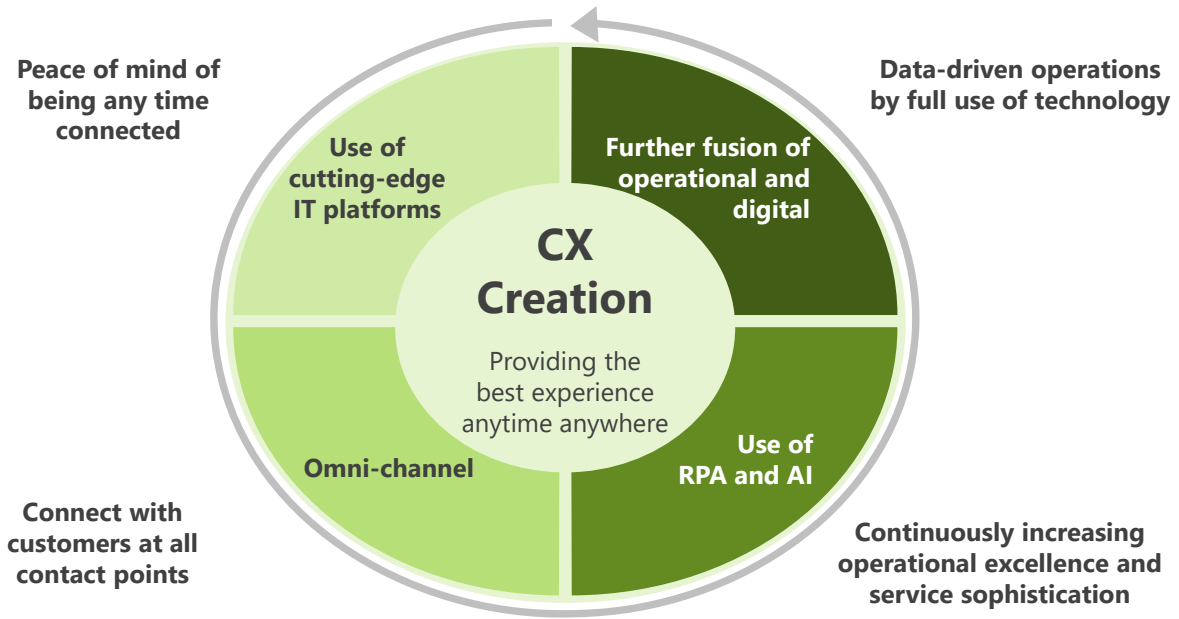 Peace of mind of
being any time
connected
Data-driven operations
by full use of technology
Use of
cutting-edge
IT platforms
Further fusion of
operational and
digital
CX
Creation
Providing the
best experience
anytime anywhere
Omni-channel
Use of
RPA and AI
Connect with
customers at all
contact points
Continuously increasing
operational excellence and
service sophistication